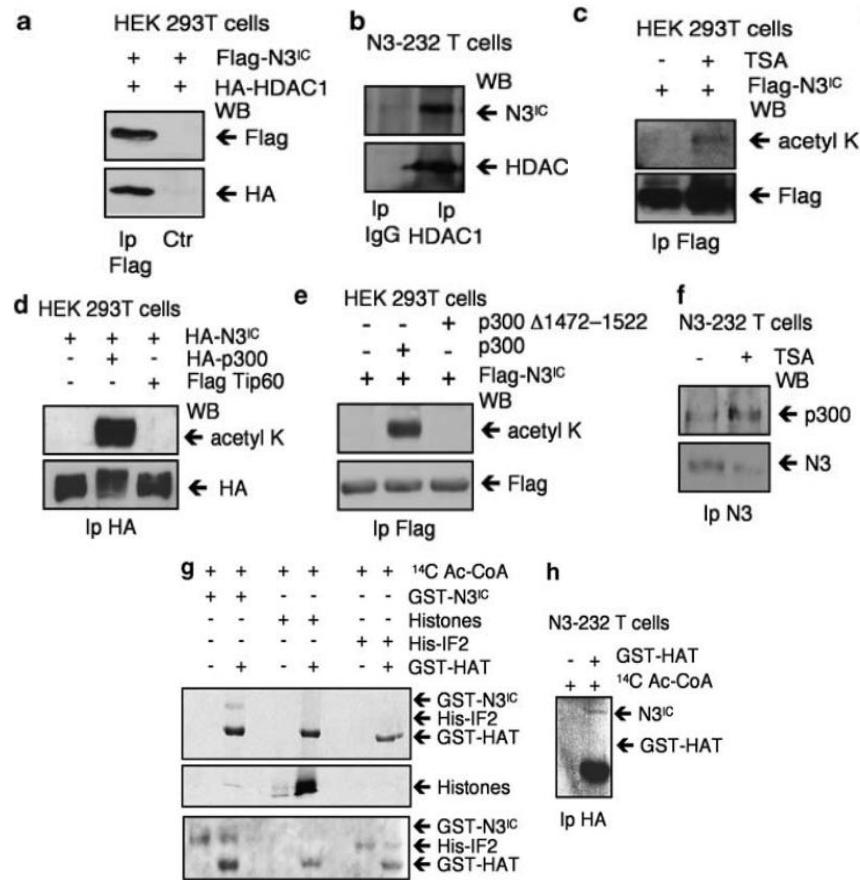 a
HEK 293T cells
+ + Flag-N3IC
+ + HA-HDAC1
WB
← Flag
← HA
Ip Ctr
Flag
b
N3-232 T cells
WB
← N3IC
← HDAC
Ip Ip
IgG HDAC1
c
HEK 293T cells
- + TSA
+ + Flag-N3IC
WB
← acetyl K
← Flag
Ip Flag
d
HEK 293T cells
+ + + HA-N3IC
- + - HA-p300
- - + Flag Tip60
WB
← acetyl K
← HA
Ip HA
e
HEK 293T cells
- - + p300 Δ1472–1522
- + - p300
+ + + Flag-N3IC
WB
← acetyl K
← Flag
Ip Flag
f
N3-232 T cells
- + TSA
WB
← p300
← N3
Ip N3
g
+ + + + + + 14C Ac-CoA
+ + - - - - GST-N3IC
- - + + - - Histones
- - - - + + His-IF2
- + - + - + GST-HAT
← GST-N3IC
← His-IF2
← GST-HAT
← Histones
← GST-N3IC
← His-IF2
← GST-HAT
h
N3-232 T cells
- + GST-HAT
+ + 14C Ac-CoA
← N3IC
← GST-HAT
Ip HA